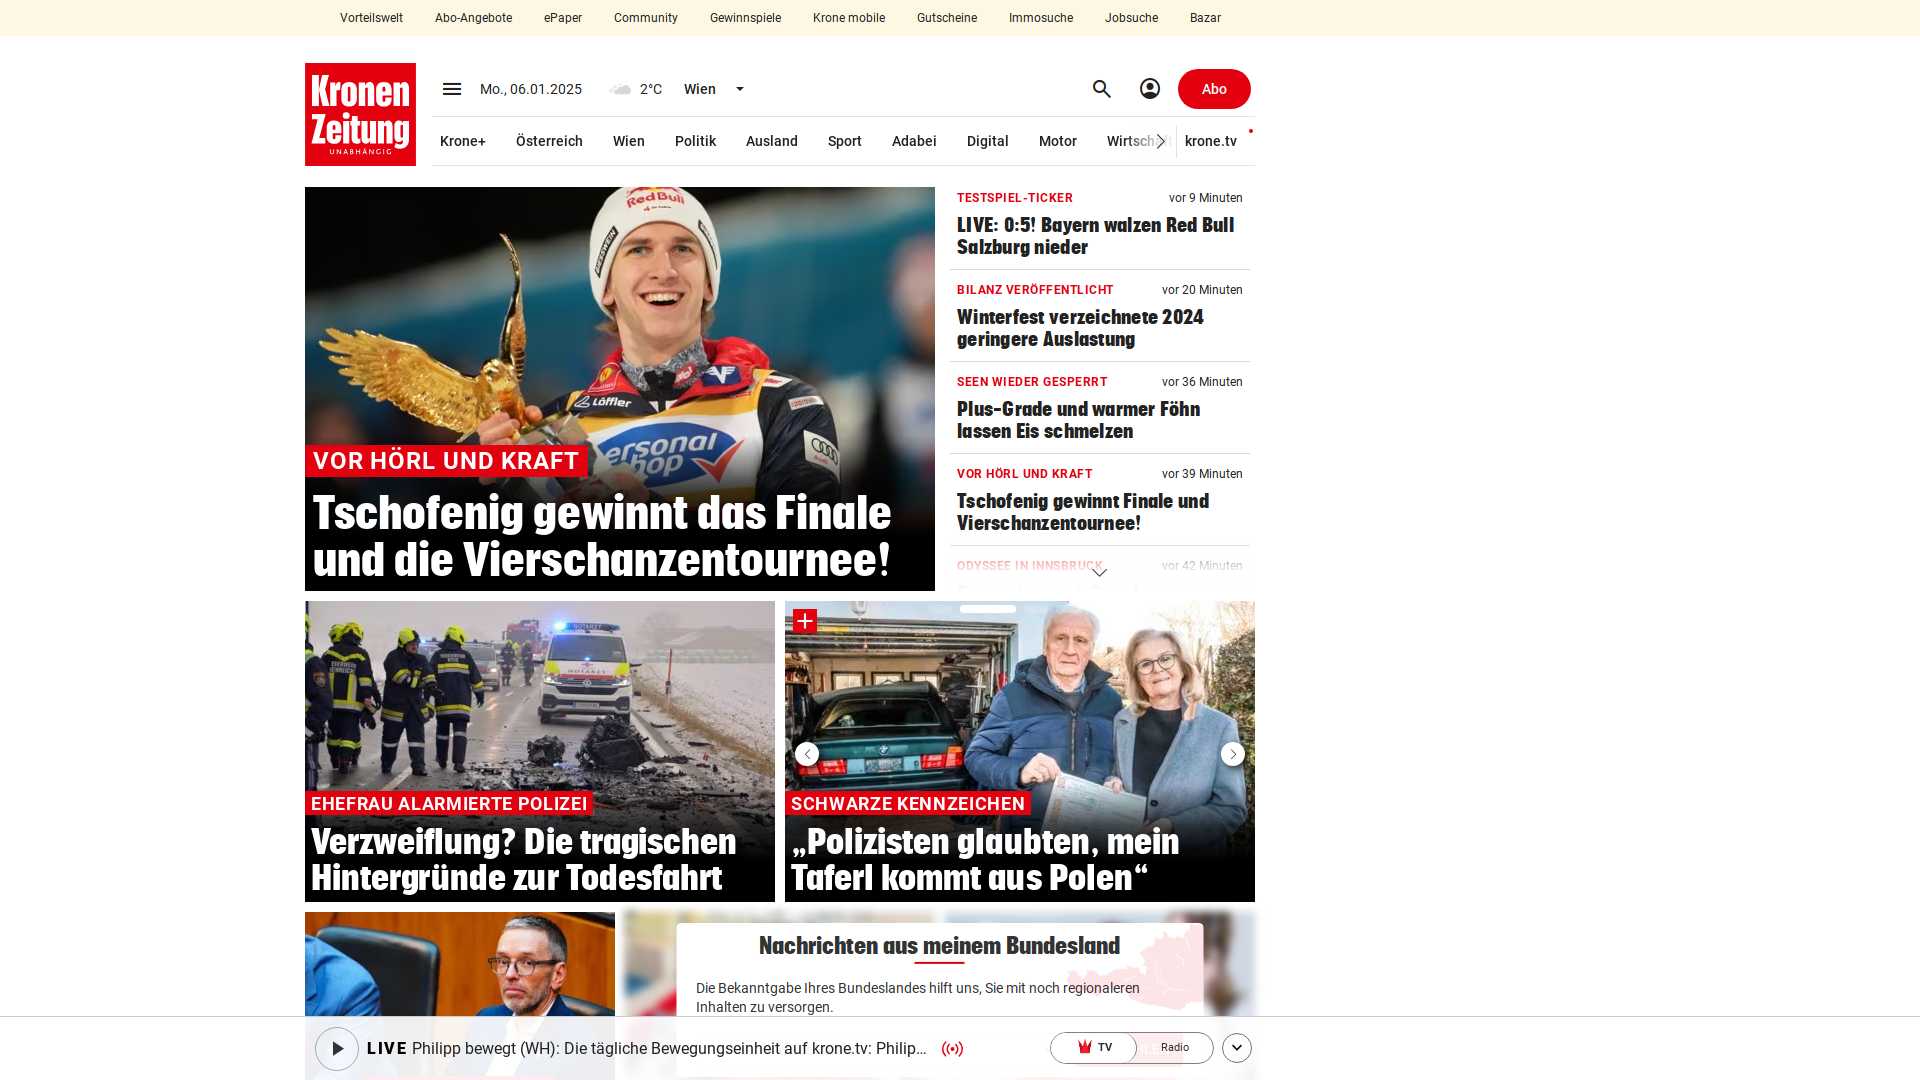 Vorteilswelt Abo-Angebote ePaper Community Gewinnspiele Krone mobile Gutscheine Immosuche Jobsuche Bazar
Kronen
Zeitung
UNABHÄNGIG
Mo., 06.01.2025 2°C Wien Abo
Krone+ Österreich Wien Politik Ausland Sport Adabei Digital Motor krone.tv
Red Bull
Löffler
VOR HÖRL UND KRAFT
Tschofenig gewinnt das Finale
und die Vierschanzentournee!
TESTSPIEL-TICKER vor 9 Minuten
LIVE: 0:5! Bayern walzen Red Bull
Salzburg nieder
BILANZ VERÖFFENTLICHT vor 20 Minuten
Winterfest verzeichnete 2024
geringere Auslastung
SEEN WIEDER GESPERRT vor 36 Minuten
Plus-Grade und warmer Föhn
lassen Eis schmelzen
VOR HÖRL UND KRAFT vor 39 Minuten
Tschofenig gewinnt Finale und
Vierschanzentournee!
ODYSSEE IN INNSBRUCK vor 42 Minuten
NOTARZT
EHEFRAU ALARMIERTE POLIZEI
Verzweiflung? Die tragischen
Hintergründe zur Todesfahrt
SCHWARZE KENNZEICHEN
„Polizisten glaubten, mein
Taferl kommt aus Polen“
Nachrichten aus meinem Bundesland
Die Bekanntgabe Ihres Bundeslandes hilft uns, Sie mit noch regionaleren
Inhalten zu versorgen.
LIVE Philipp bewegt (WH): Die tägliche Bewegungseinheit auf krone.tv: Philip... TV Radio